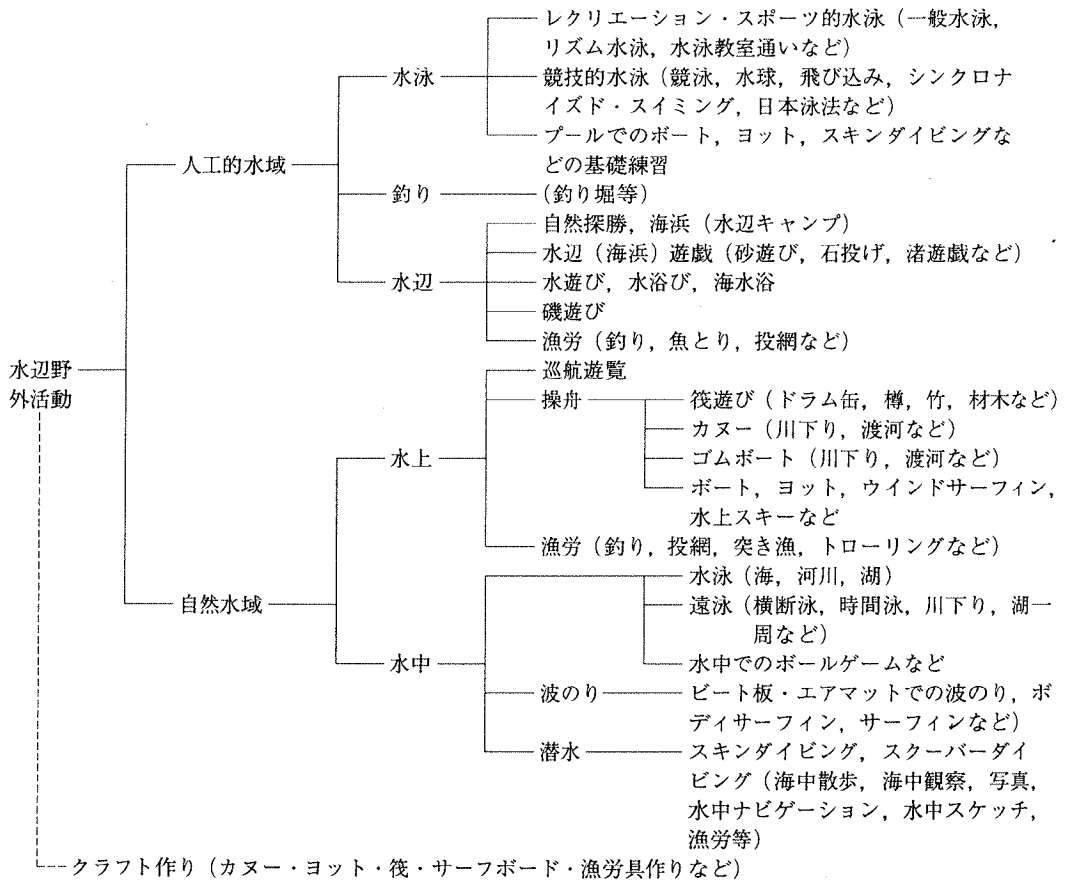 レクリエーション・スポーツ的水泳（一般水泳，
リズム水泳，水泳教室通いなど）
水泳
競技的水泳（競泳，水球，飛び込み，シンクロナ
イズド・スイミング，日本泳法など）
プールでのボート，ヨット，スキンダイビングな
どの基礎練習
人工的水域
釣り
（釣り堀等）
自然探勝，海浜（水辺キャンプ）
水辺（海浜）遊戯（砂遊び，石投げ，渚遊戯など）
水辺
水遊び，水浴び，海水浴
磯遊び
漁労（釣り，魚とり，投網など）
水辺野
外活動
巡航遊覧
操舟
筏遊び（ドラム缶，樽，竹，材木など）
カヌー（川下り，渡河など）
水上
ゴムボート（川下り，渡河など）
ボート，ヨット，ウインドサーフィン，
水上スキーなど
漁労（釣り，投網，突き漁，トローリングなど）
自然水域
水泳（海，河川，湖）
遠泳（横断泳，時間泳，川下り，湖一
周など）
水中
水中でのボールゲームなど
波のり
ビート板・エアマットでの波のり，ボ
ディサーフィン，サーフィンなど）
潜水
スキンダイビング，スクーバーダイ
ビング（海中散歩，海中観察，写真，
水中ナビゲーション，水中スケッチ，
漁労等）
クラフト作り（カヌー・ヨット・筏・サーフボード・漁労具作りなど）